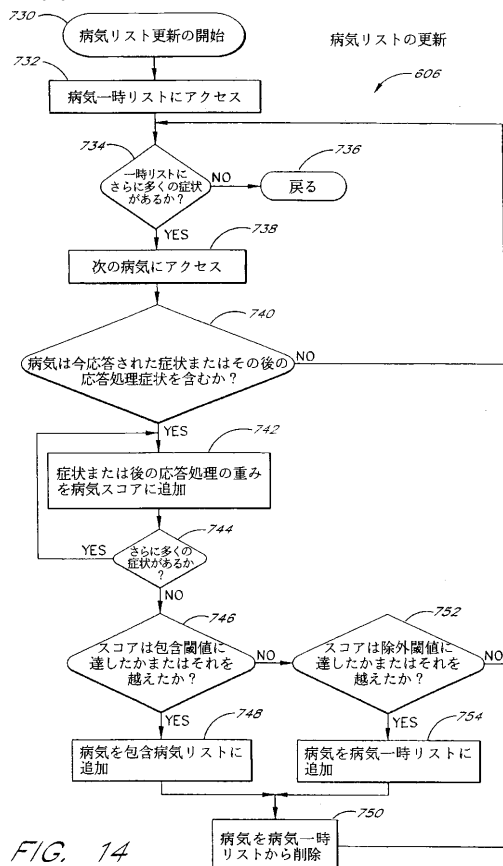 730
病気リスト更新の開始
病気リストの更新
606
732
病気一時リストにアクセス
734
一時リストに
さらに多くの症状
があるか?
NO
736
戻る
YES
738
次の病気にアクセス
740
病気は今応答された症状またはその後の
応答処理症状を含むか?
NO
YES
742
症状または後の応答処理の重み
を病気スコアに追加
744
さらに多くの
症状があるか
?
YES
NO
746
スコアは包含閾値に
達したかまたはそれを
越えたか?
NO
752
スコアは除外閾値に
達したかまたはそれを
越えたか?
NO
YES
748
病気を包含病気リストに
追加
YES
754
病気を病気一時リストに
追加
750
病気を病気一時
リストから削除
FIG. 14